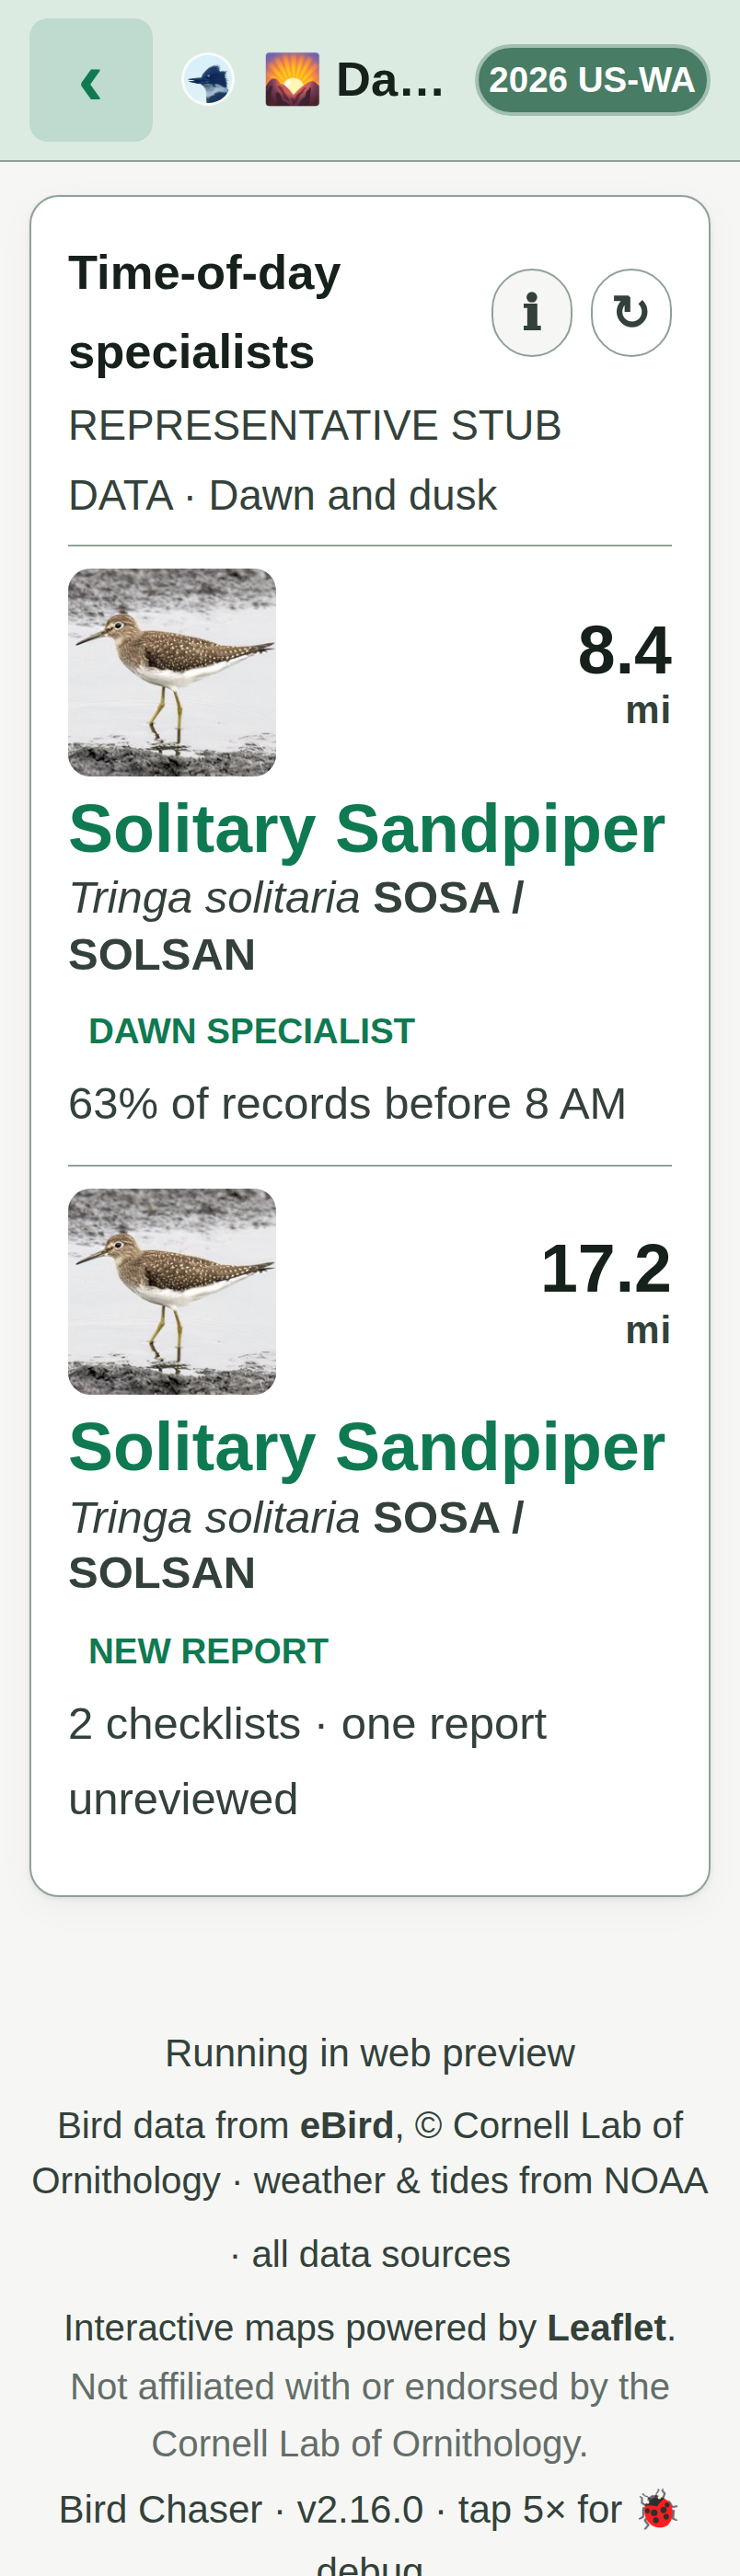 ‹ 🌄 Da... 2026 US-WA
Time-of-day
specialists
ℹ ↻
REPRESENTATIVE STUB
DATA · Dawn and dusk
8.4
mi
Solitary Sandpiper
Tringa solitaria SOSA /
SOLSAN
DAWN SPECIALIST
63% of records before 8 AM
17.2
mi
Solitary Sandpiper
Tringa solitaria SOSA /
SOLSAN
NEW REPORT
2 checklists · one report
unreviewed
Running in web preview
Bird data from eBird, © Cornell Lab of
Ornithology · weather & tides from NOAA
· all data sources
Interactive maps powered by Leaflet.
Not affiliated with or endorsed by the
Cornell Lab of Ornithology.
Bird Chaser · v2.16.0 · tap 5× for 🐞
debug